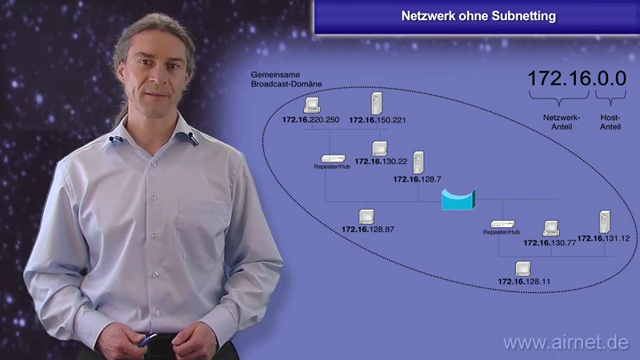 Netzwerk ohne Subnetting
Gemeinsame
Broadcast-Domäne
172.16.0.0
Netzwerk-
Anteil
Host-
Anteil
172.16.220.250
172.16.150.221
Repeater/Hub
172.16.130.22
172.16.128.7
172.16.128.87
Repeater/Hub
172.16.130.77
172.16.131.12
172.16.128.11
www.airnet.de